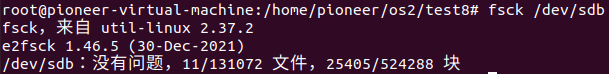 root@pioneer-virtual-machine:/home/pioneer/os2/test8# fsck /dev/sdb
fsck，来自 util-linux 2.37.2
e2fsck 1.46.5 (30-Dec-2021)
/dev/sdb：没有问题，11/131072 文件，25405/524288 块